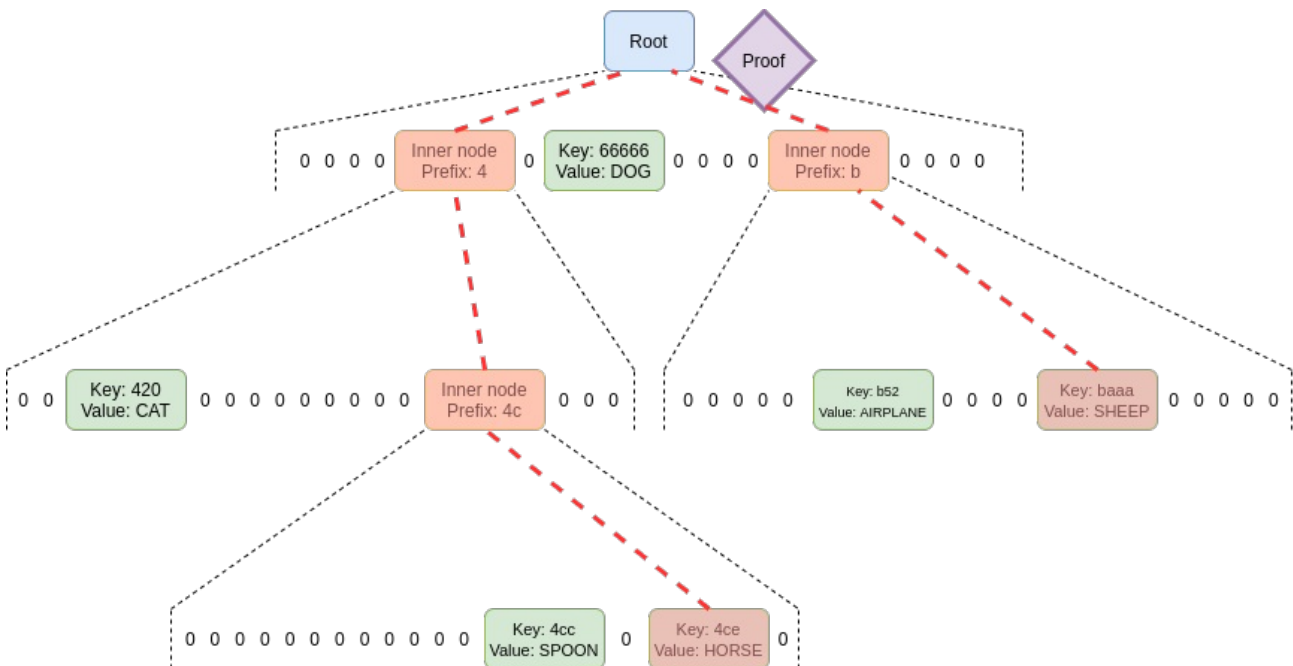 Root
Proof
0 0 0 0
Inner node
Prefix: 4
0
Key: 66666
Value: DOG
0 0 0 0
Inner node
Prefix: b
0 0 0 0
0 0
Key: 420
Value: CAT
0 0 0 0 0 0 0 0 0
Inner node
Prefix: 4c
0 0 0
0 0 0 0 0
Key: b52
Value: AIRPLANE
0 0 0 0
Key: baaa
Value: SHEEP
0 0 0 0 0
0 0 0 0 0 0 0 0 0 0 0 0
Key: 4cc
Value: SPOON
0
Key: 4ce
Value: HORSE
0